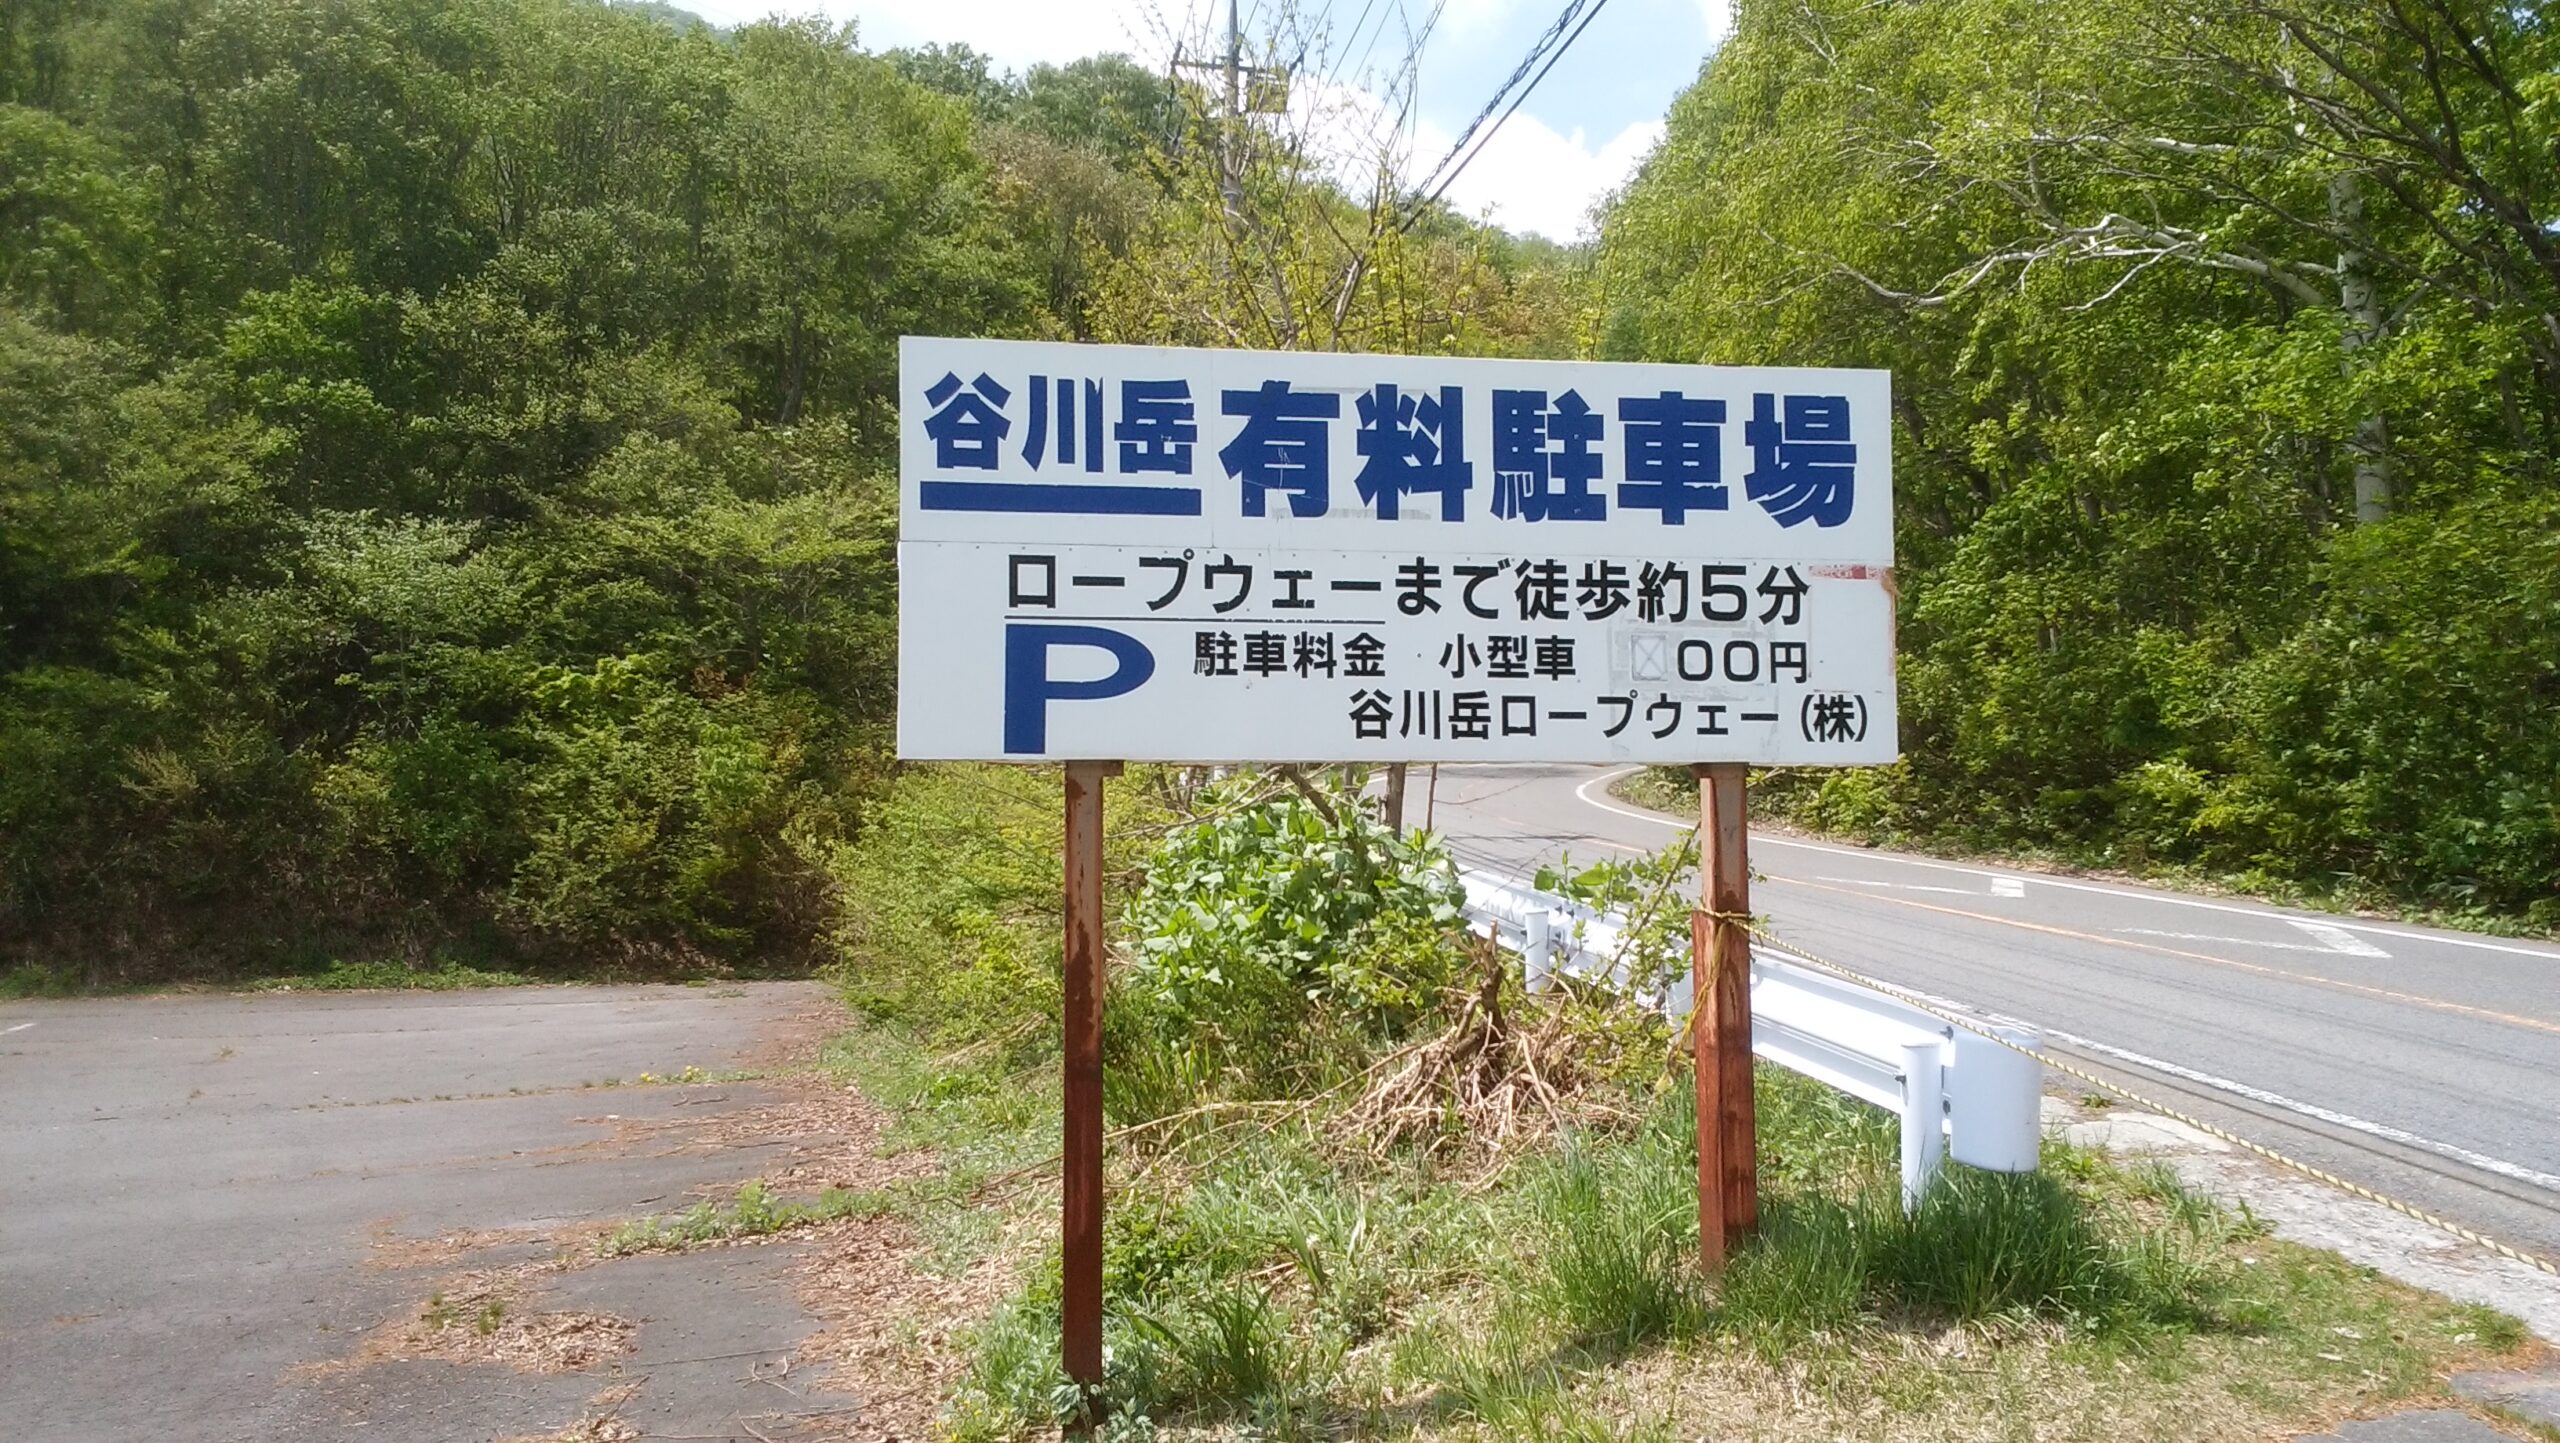 谷川岳 有料駐車場
ロープウェーまで徒歩約5分
P 駐車料金 小型車 00円
谷川岳ロープウェー(株)